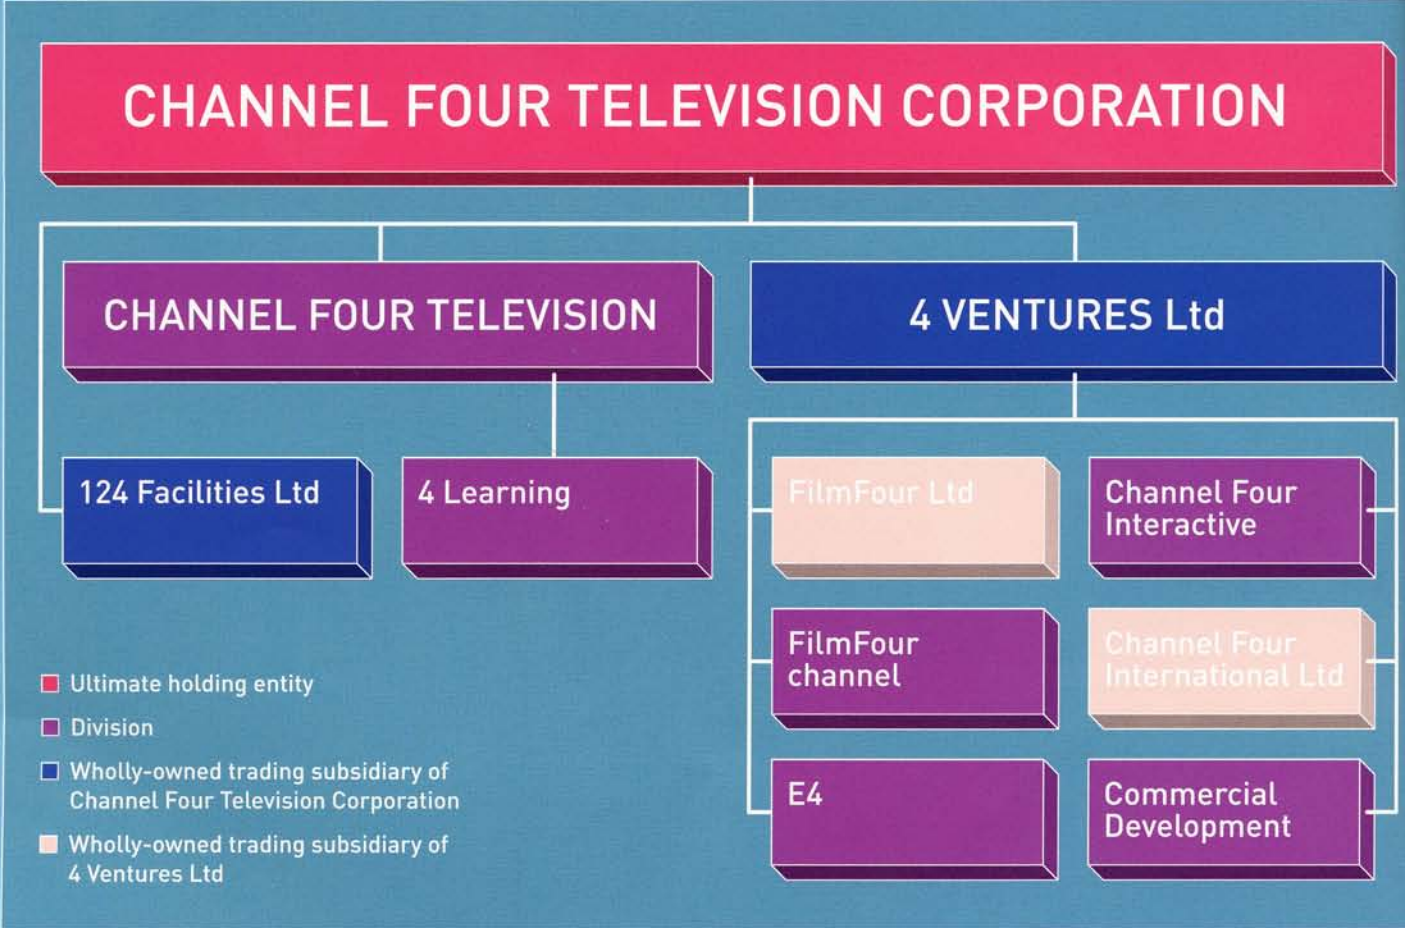 CHANNEL FOUR TELEVISION CORPORATION
CHANNEL FOUR TELEVISION
4 VENTURES Ltd
124 Facilities Ltd
4 Learning
FilmFour Ltd
Channel Four
Interactive
FilmFour
channel
Channel Four
International Ltd
E4
Commercial
Development
Ultimate holding entity
Division
Wholly-owned trading subsidiary of
Channel Four Television Corporation
Wholly-owned trading subsidiary of
4 Ventures Ltd